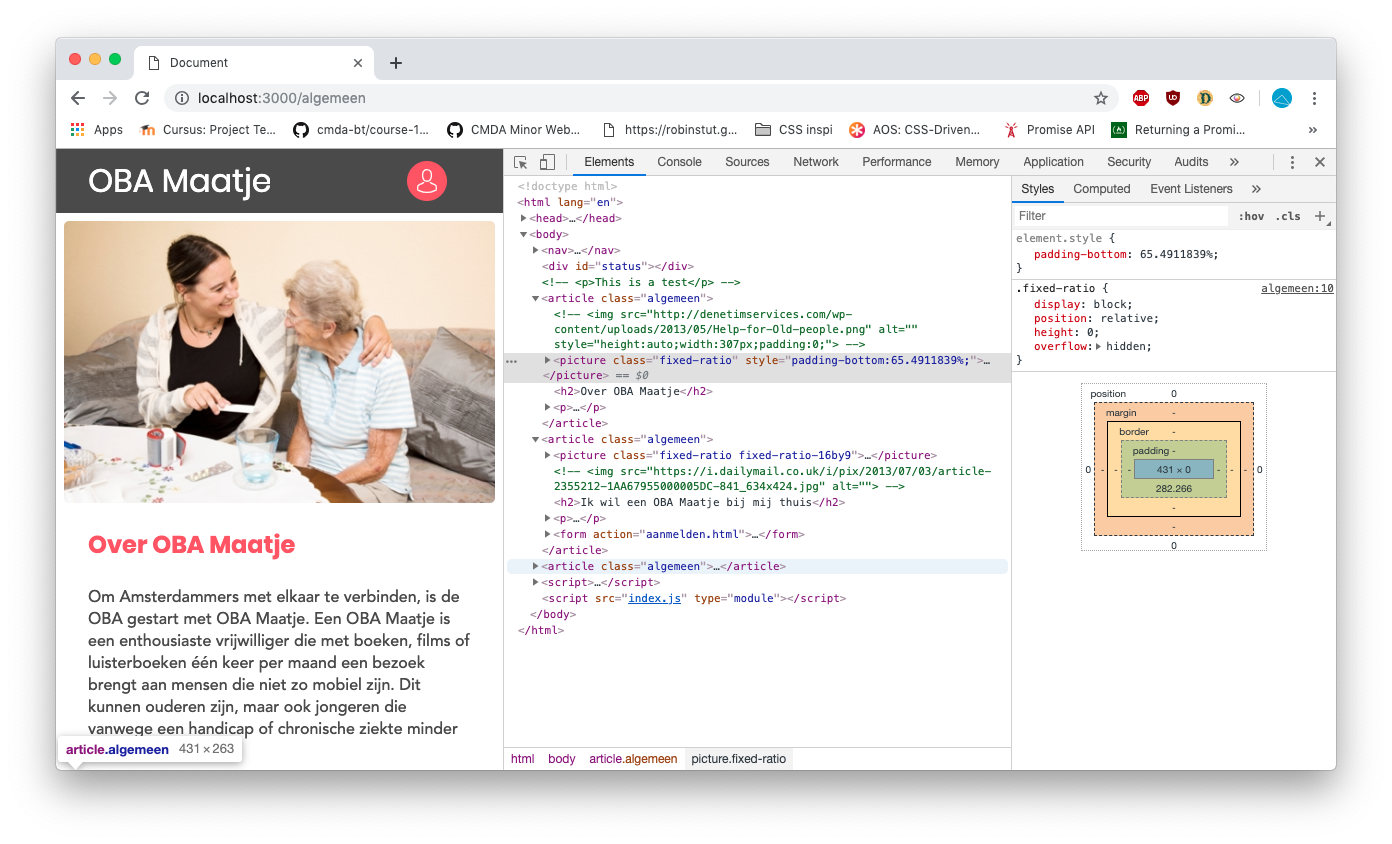 Document
localhost:3000/algemeen
ABP
Apps
Cursus: Project Te...
cmda-bt/course-1...
CMDA Minor Web...
https://robinstut.g...
CSS inspi
AOS: CSS-Driven...
Promise API
Returning a Promi...
»
OBA Maatje
Over OBA Maatje
Om Amsterdammers met elkaar te verbinden, is de
OBA gestart met OBA Maatje. Een OBA Maatje is
een enthousiaste vrijwilliger die met boeken, films of
luisterboeken één keer per maand een bezoek
brengt aan mensen die niet zo mobiel zijn. Dit
kunnen ouderen zijn, maar ook jongeren die
vanwege een handicap of chronische ziekte minder
article.algemeen 431 × 263
Elements Console Sources Network Performance Memory Application Security Audits »
<!doctype html>
<html lang="en">
<head>…</head>
<body>
<nav>…</nav>
<div id="status"></div>
<!-- <p>This is a test</p> -->
<article class="algemeen">
<!-- <img src="http://denetimservices.com/wp-
content/uploads/2013/05/Help-for-Old-people.png" alt=""
style="height:auto;width:307px;padding:0;"> -->
<picture class="fixed-ratio" style="padding-bottom:65.4911839%;">…
</picture> == $0
<h2>Over OBA Maatje</h2>
<p>…</p>
</article>
<article class="algemeen">
<picture class="fixed-ratio fixed-ratio-16by9">…</picture>
<!-- <img src="https://i.dailymail.co.uk/i/pix/2013/07/03/article-
2355212-1AA67955000005DC-841_634x424.jpg" alt=""> -->
<h2>Ik wil een OBA Maatje bij mij thuis</h2>
<p>…</p>
<form action="aanmelden.html">…</form>
</article>
<article class="algemeen">…</article>
<script>…</script>
<script src="index.js" type="module"></script>
</body>
</html>
html body article.algemeen picture.fixed-ratio
Styles Computed Event Listeners »
Filter :hov .cls +
element.style {
padding-bottom: 65.4911839%;
}
.fixed-ratio { algemeen:10
display: block;
position: relative;
height: 0;
overflow: hidden;
}
position 0
margin -
border -
padding -
0 - - - 431 × 0 - - - 0
282.266
-
-
0